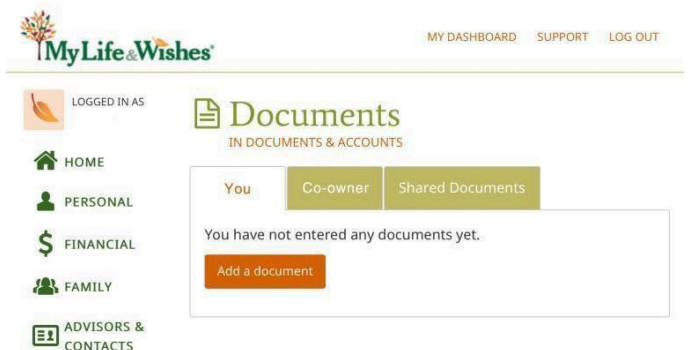 MyLife&Wishes®
MY DASHBOARD SUPPORT LOG OUT
LOGGED IN AS
HOME
PERSONAL
FINANCIAL
FAMILY
ADVISORS &
CONTACTS
Documents
IN DOCUMENTS & ACCOUNTS
You Co-owner Shared Documents
You have not entered any documents yet.
Add a document